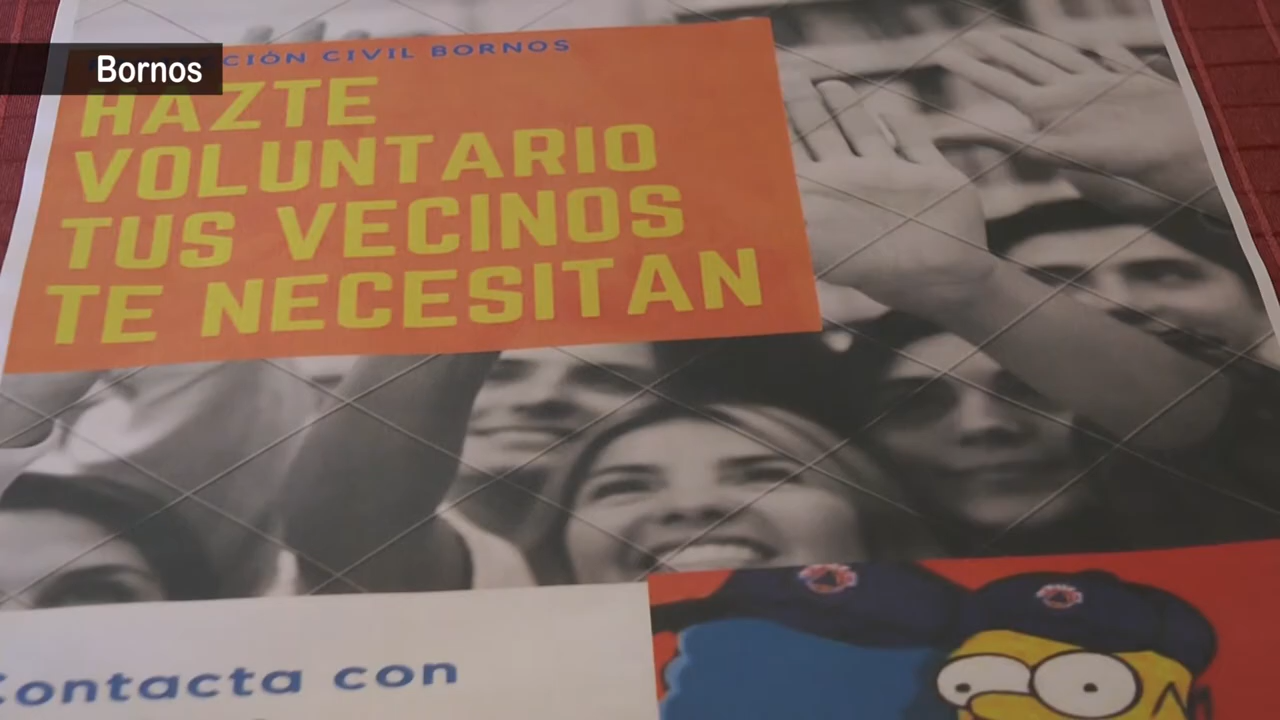 Bornos
CIÓN CIVIL BORNOS
HAZTE
VOLUNTARIO
TUS VECINOS
TE NECESITAN
Contacta con